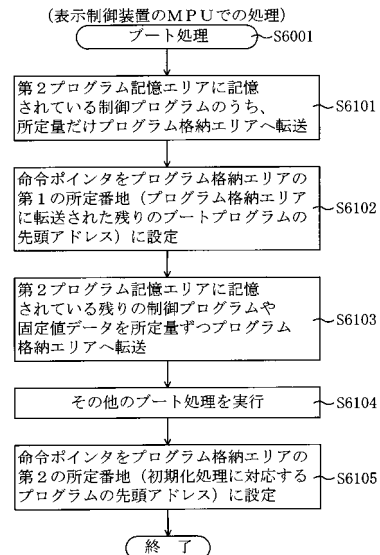 (表示制御装置のMPUでの処理)
ブート処理
S6001
第2プログラム記憶エリアに記憶
されている制御プログラムのうち、
所定量だけプログラム格納エリアへ転送
S6101
命令ポインタをプログラム格納エリアの
第1の所定番地(プログラム格納エリア
に転送された残りのブートプログラムの
先頭アドレス)に設定
S6102
第2プログラム記憶エリアに記憶
されている残りの制御プログラムや
固定値データを所定量ずつプログラム
格納エリアへ転送
S6103
その他のブート処理を実行
S6104
命令ポインタをプログラム格納エリアの
第2の所定番地(初期化処理に対応する
プログラムの先頭アドレス)に設定
S6105
終 了